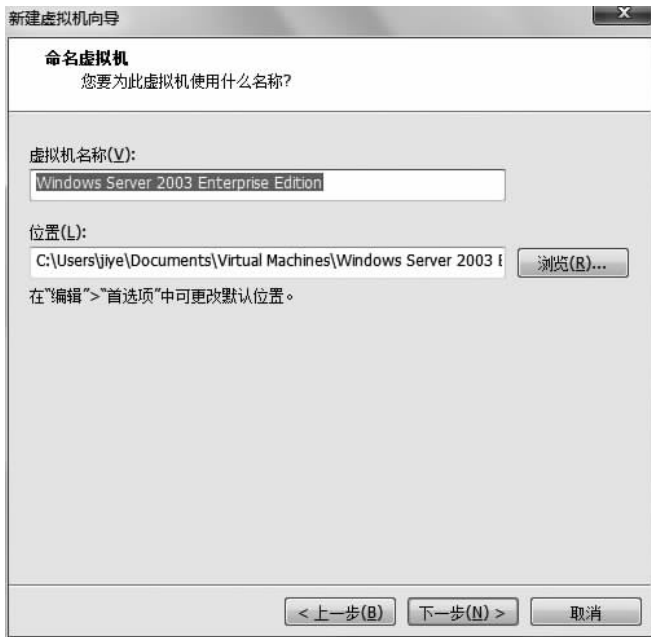 新建虚拟机向导
命名虚拟机
您要为此虚拟机使用什么名称?
虚拟机名称(V):
Windows Server 2003 Enterprise Edition
位置(L):
C:\Users\jiye\Documents\Virtual Machines\Windows Server 2003 E
浏览(R)...
在"编辑">"首选项"中可更改默认位置。
< 上一步(B) 下一步(N) > 取消